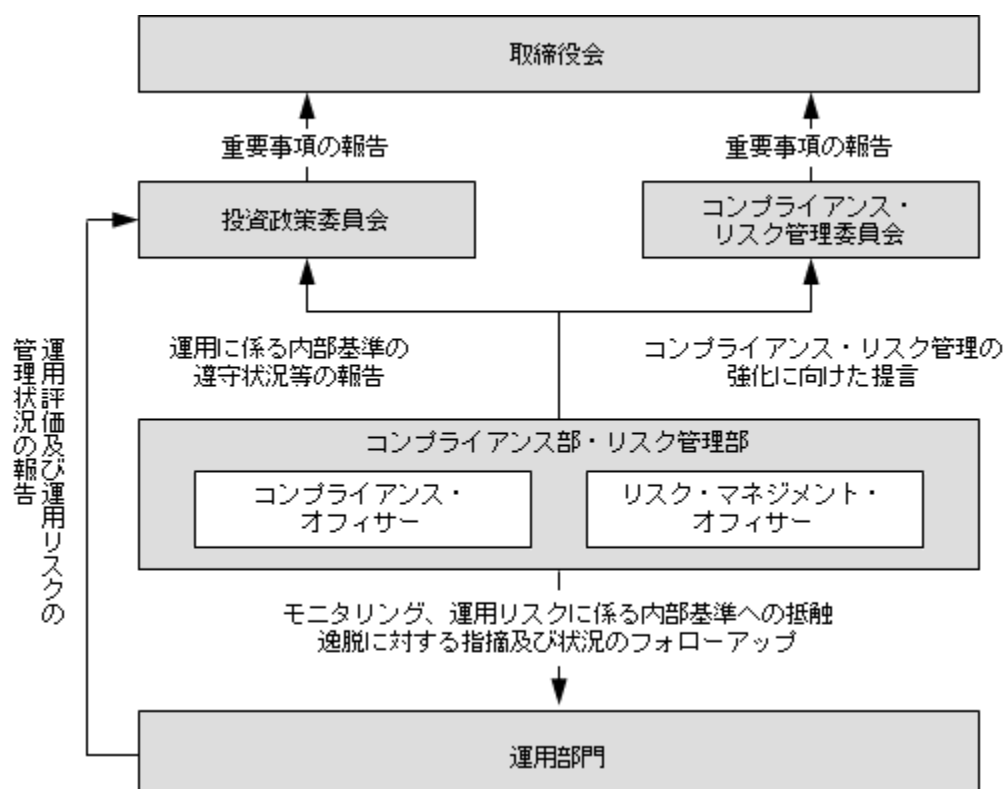 取締役会
重要事項の報告
重要事項の報告
投資政策委員会
コンプライアンス・
リスク管理委員会
運用に係る内部基準の
遵守状況等の報告
コンプライアンス・リスク管理の
強化に向けた提言
運用評価及び運用リスクの
管理状況の報告
コンプライアンス部・リスク管理部
コンプライアンス・
オフィサー
リスク・マネジメント・
オフィサー
モニタリング、運用リスクに係る内部基準への抵触
逸脱に対する指摘及び状況のフォローアップ
運用部門